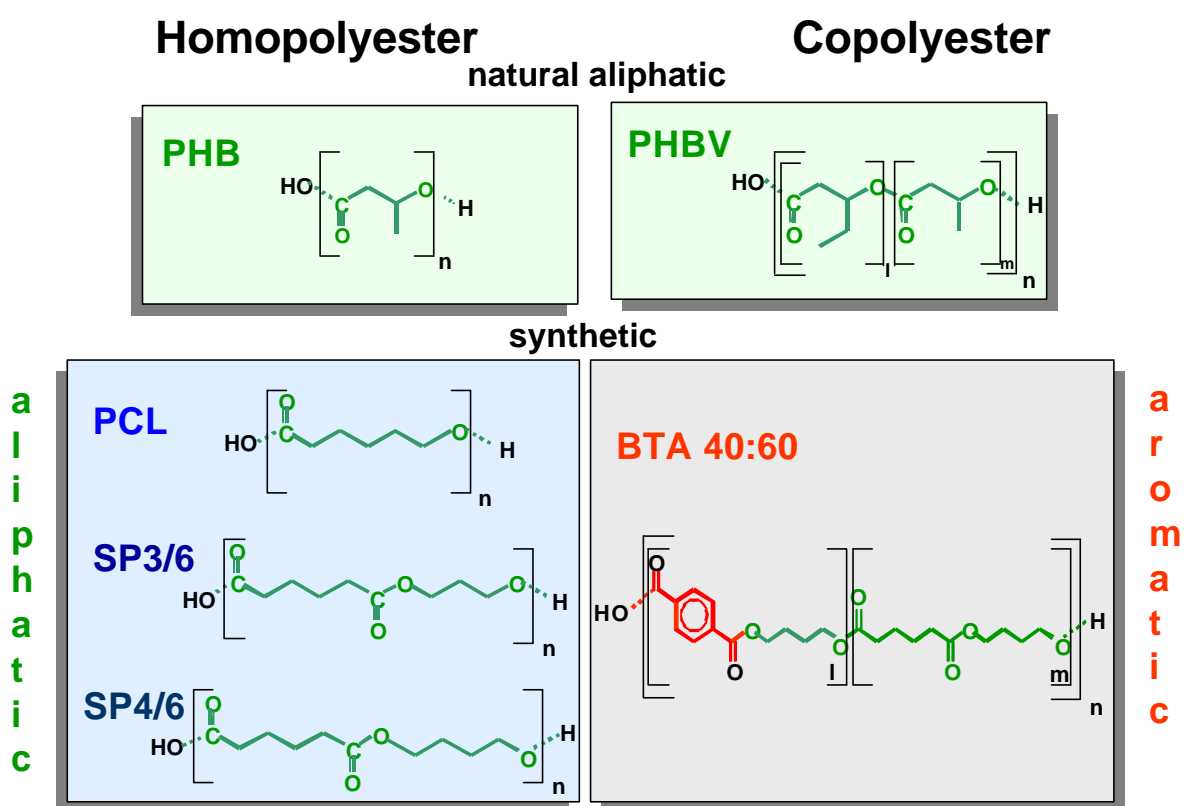 Homopolyester
Copolyester
natural aliphatic
PHB
HO
C
O
O
H
n
PHBV
HO
C
O
O
C
O
O
H
l
m
n
synthetic
aliphatic
PCL
O
C
HO
O
H
n
SP3/6
O
C
HO
O
C
O
O
H
n
SP4/6
O
C
HO
O
C
O
O
H
n
BTA 40:60
O
HO
O
O
O
O
O
O
O
H
l
m
n
aromatic